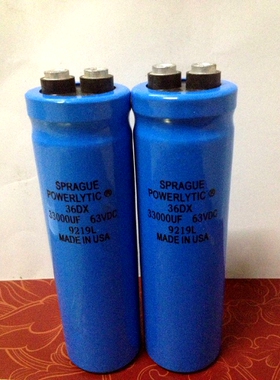 SPRAGUE
POWERLYTIC ®
36DX
33000UF 63VDC
9219L
MADE IN USA
SPRAGUE
POWERLYTIC ®
36DX
33000UF 63VDC
9219L
MADE IN USA